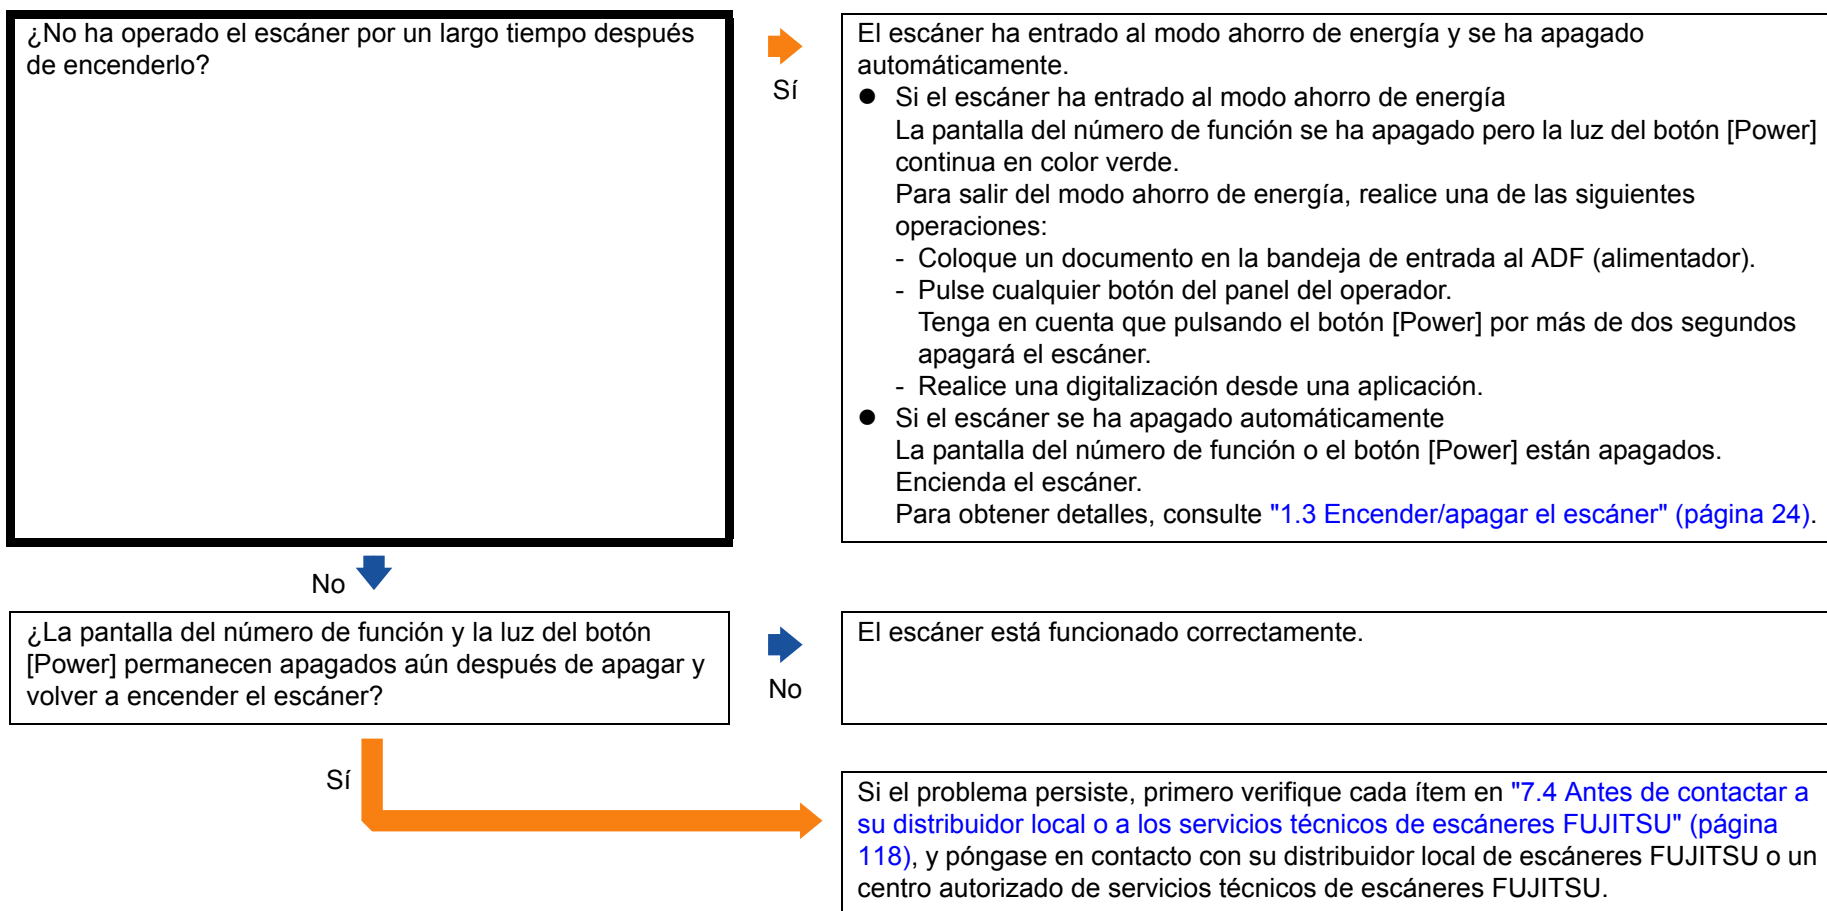 ¿No ha operado el escáner por un largo tiempo después
de encenderlo?
Sí
El escáner ha entrado al modo ahorro de energía y se ha apagado
automáticamente.
● Si el escáner ha entrado al modo ahorro de energía
La pantalla del número de función se ha apagado pero la luz del botón [Power]
continua en color verde.
Para salir del modo ahorro de energía, realice una de las siguientes
operaciones:
- Coloque un documento en la bandeja de entrada al ADF (alimentador).
- Pulse cualquier botón del panel del operador.
Tenga en cuenta que pulsando el botón [Power] por más de dos segundos
apagará el escáner.
- Realice una digitalización desde una aplicación.
● Si el escáner se ha apagado automáticamente
La pantalla del número de función o el botón [Power] están apagados.
Encienda el escáner.
Para obtener detalles, consulte "1.3 Encender/apagar el escáner" (página 24).
No
¿La pantalla del número de función y la luz del botón
[Power] permanecen apagados aún después de apagar y
volver a encender el escáner?
No
El escáner está funcionado correctamente.
Sí
Si el problema persiste, primero verifique cada ítem en "7.4 Antes de contactar a
su distribuidor local o a los servicios técnicos de escáneres FUJITSU" (página
118), y póngase en contacto con su distribuidor local de escáneres FUJITSU o un
centro autorizado de servicios técnicos de escáneres FUJITSU.